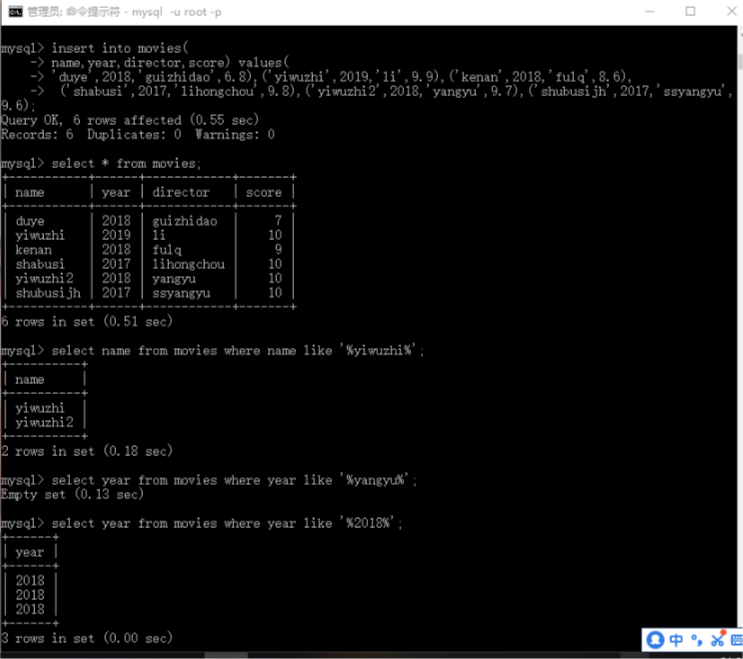 管理员: 命令提示符 - mysql  -u root -p
mysql> insert into movies(
    -> name,year,director,score) values(
    -> 'duye',2018,'guizhidao',6.8),('yiwuzhi',2019,'li',9.9),('kenan',2018,'fulq',8.6),
    ->  ('shabusi',2017,'lihongchou',9.8),('yiwuzhi2',2018,'yangyu',9.7),('shubusijh',2017,'ssyangyu',
9.6);
Query OK, 6 rows affected (0.55 sec)
Records: 6  Duplicates: 0  Warnings: 0
mysql> select * from movies;
+-----------+------+------------+-------+
| name      | year | director   | score |
+-----------+------+------------+-------+
| duye      | 2018 | guizhidao  |     7 |
| yiwuzhi   | 2019 | li         |    10 |
| kenan     | 2018 | fulq       |     9 |
| shabusi   | 2017 | lihongchou |    10 |
| yiwuzhi2  | 2018 | yangyu     |    10 |
| shubusijh | 2017 | ssyangyu   |    10 |
+-----------+------+------------+-------+
6 rows in set (0.51 sec)
mysql> select name from movies where name like '%yiwuzhi%';
+----------+
| name     |
+----------+
| yiwuzhi  |
| yiwuzhi2 |
+----------+
2 rows in set (0.18 sec)
mysql> select year from movies where year like '%yangyu%';
Empty set (0.13 sec)
mysql> select year from movies where year like '%2018%';
+------+
| year |
+------+
| 2018 |
| 2018 |
| 2018 |
+------+
3 rows in set (0.00 sec)
中